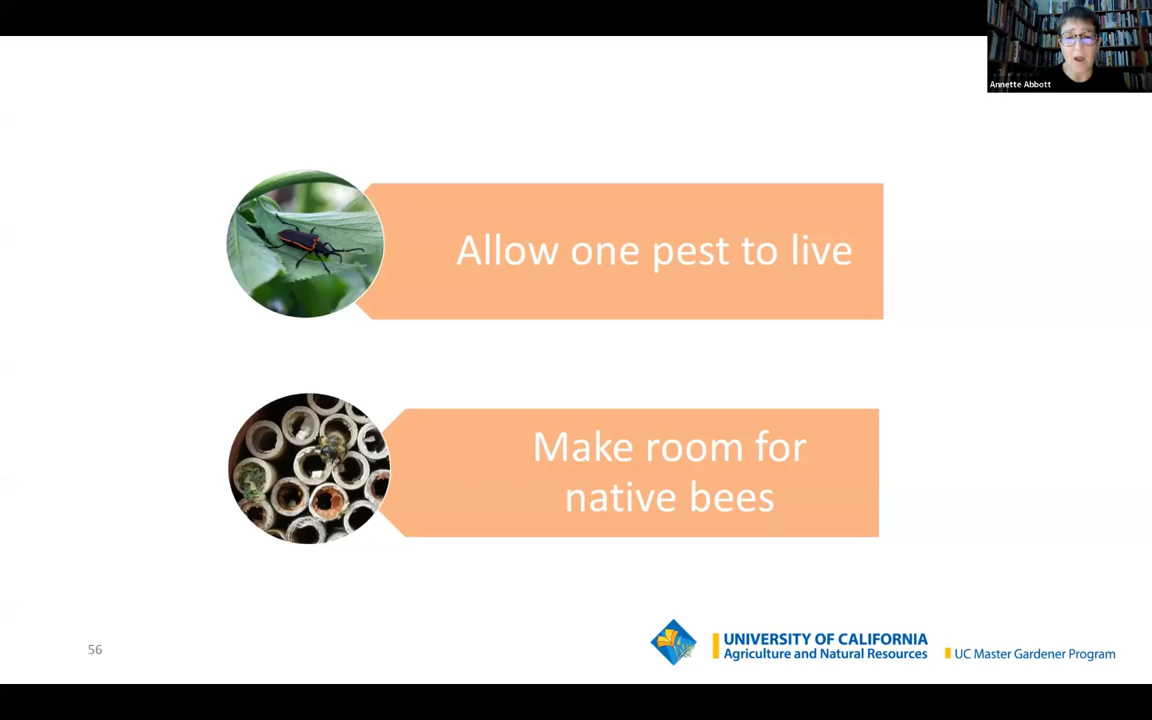 Annette Abbott
Allow one pest to live
Make room for
native bees
56
UNIVERSITY OF CALIFORNIA
Agriculture and Natural Resources
UC Master Gardener Program